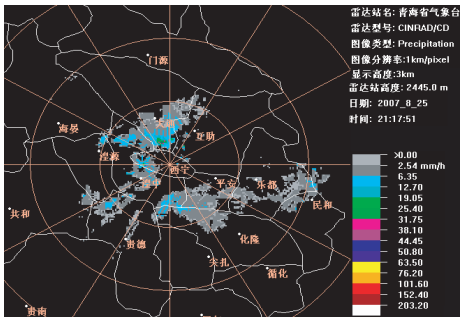 雷达站名: 青海省气象台
雷达型号: CINRAD/CD
图像类型: Precipitation
图像分辨率:1km/pixel
显示高度:3km
雷达站高度: 2445.0 m
日期: 2007_8_25
时间: 21:17:51
门源
大通
海晏
互助
湟源
西宁
湟中
平安
乐都
民和
共和
贵德
化隆
尖扎
循化
贵南
>0.00
2.54 mm/h
6.35
12.70
19.05
25.40
31.75
38.10
44.45
50.80
63.50
76.20
101.60
152.40
203.20